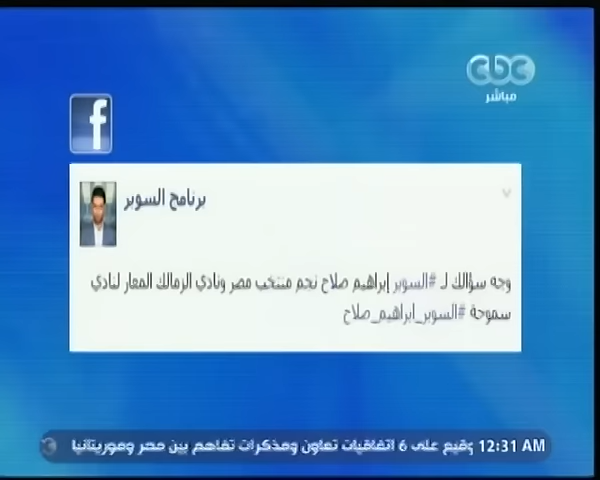 cbc
مباشر
f
برنامج السوبر
وجه سؤالك لـ #السوبر إبراهيم صلاح نجم منتخب مصر ونادي الزمالك المعار لنادي
سموحة #السوبر_ابراهيم_صلاح
12:31 AM وقيع على 6 اتفاقيات تعاون ومذكرات تفاهم بين مصر وموريتانيا